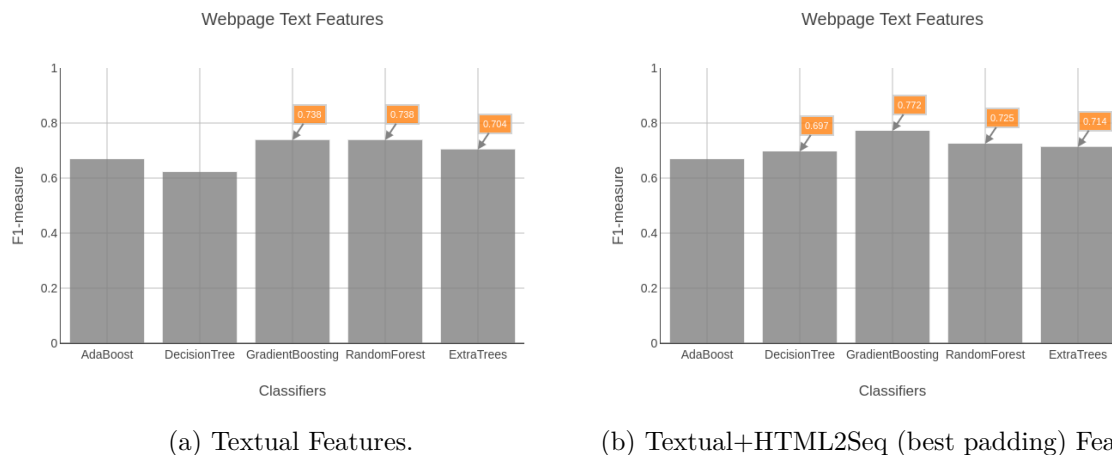 Webpage Text Features
1
0.8
0.6
0.4
0.2
0
F1-measure
0.738
0.738
0.704
AdaBoost DecisionTree GradientBoosting RandomForest ExtraTrees
Classifiers
(a) Textual Features.
Webpage Text Features
1
0.8
0.6
0.4
0.2
0
F1-measure
0.697
0.772
0.725
0.714
AdaBoost DecisionTree GradientBoosting RandomForest ExtraTrees
Classifiers
(b) Textual+HTML2Seq (best padding) Fea